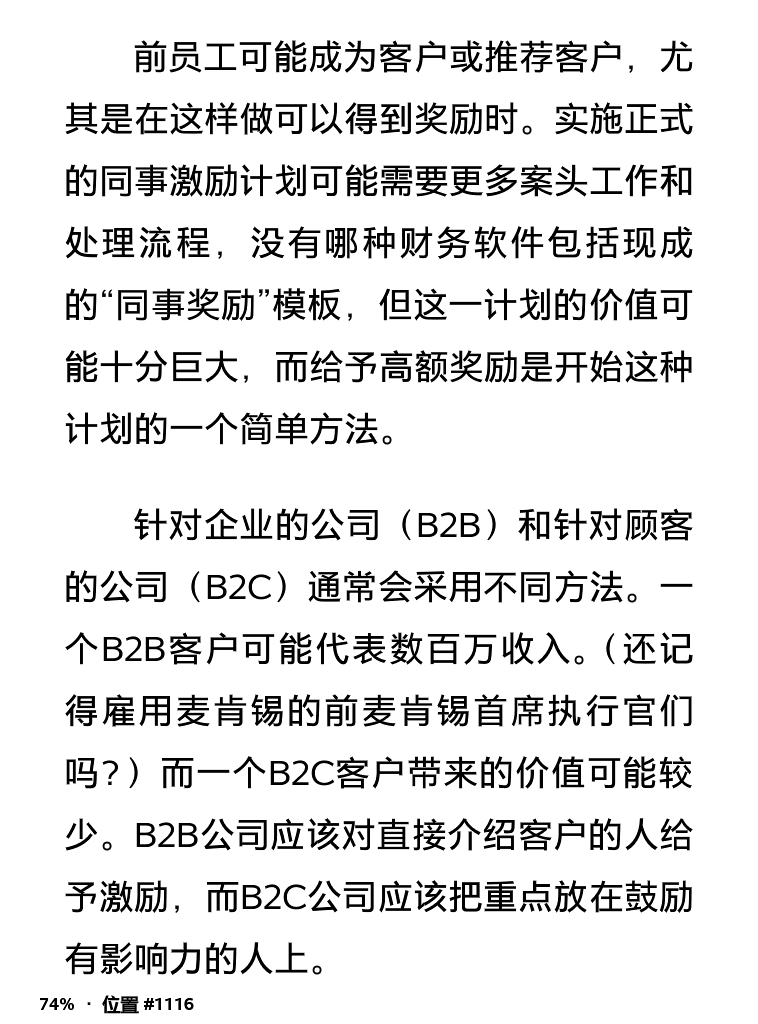 前员工可能成为客户或推荐客户，尤
其是在这样做可以得到奖励时。实施正式
的同事激励计划可能需要更多案头工作和
处理流程，没有哪种财务软件包括现成
的“同事奖励”模板，但这一计划的价值可
能十分巨大，而给予高额奖励是开始这种
计划的一个简单方法。
针对企业的公司（B2B）和针对顾客
的公司（B2C）通常会采用不同方法。一
个B2B客户可能代表数百万收入。（还记
得雇用麦肯锡的前麦肯锡首席执行官们
吗？）而一个B2C客户带来的价值可能较
少。B2B公司应该对直接介绍客户的人给
予激励，而B2C公司应该把重点放在鼓励
有影响力的人上。
74% · 位置 #1116